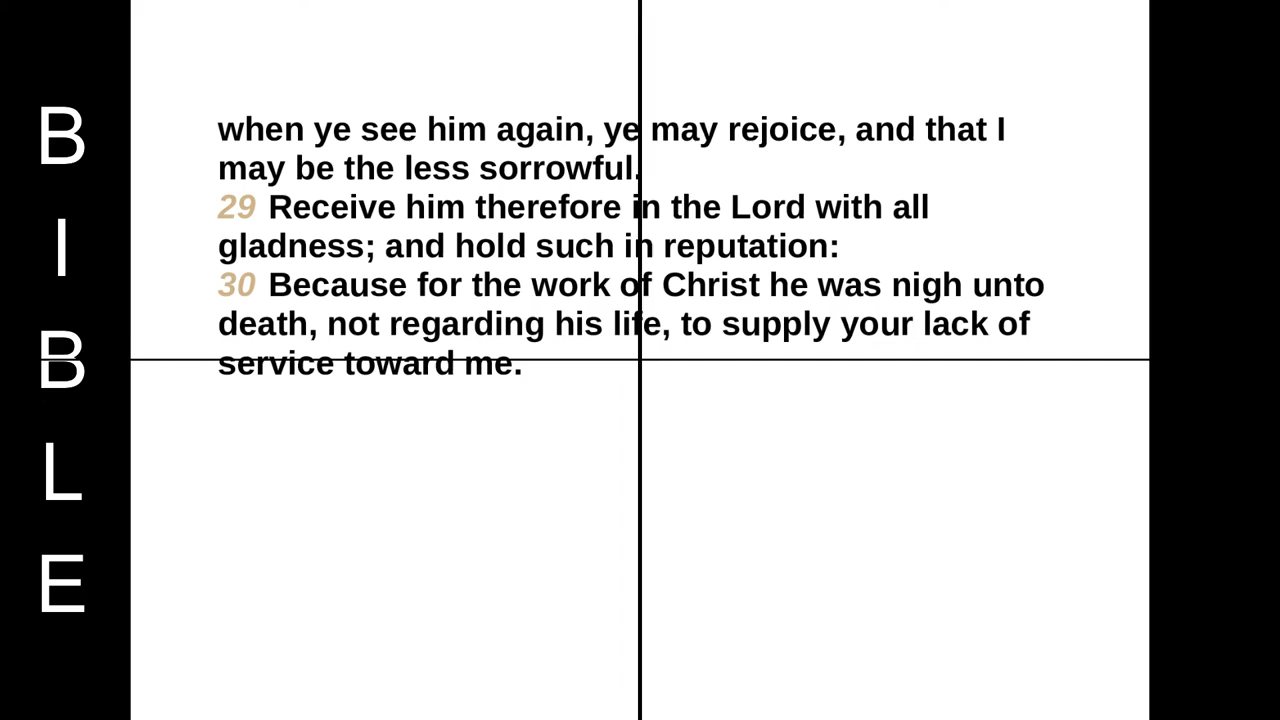 B
I
B
L
E
when ye see him again, ye may rejoice, and that I
may be the less sorrowful.
29 Receive him therefore in the Lord with all
gladness; and hold such in reputation:
30 Because for the work of Christ he was nigh unto
death, not regarding his life, to supply your lack of
service toward me.